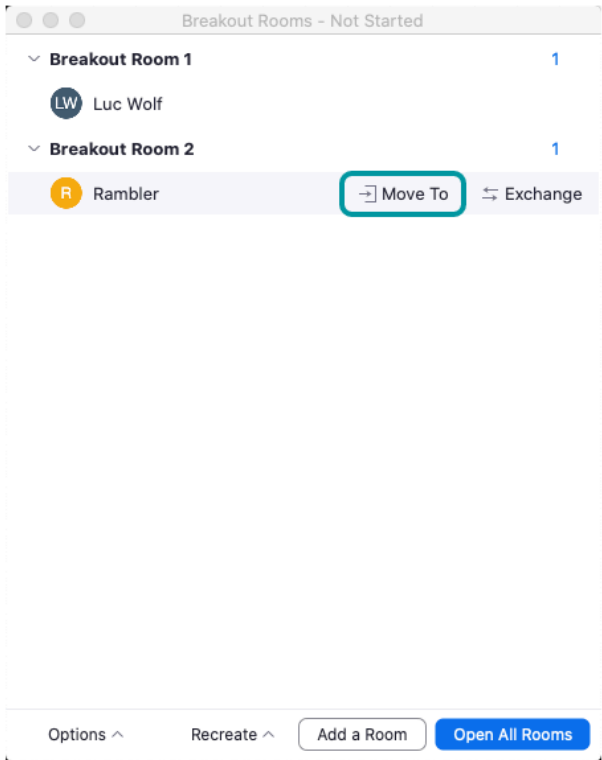 Breakout Rooms - Not Started
Breakout Room 1 1
LW Luc Wolf
Breakout Room 2 1
R Rambler Move To Exchange
Options Recreate Add a Room Open All Rooms